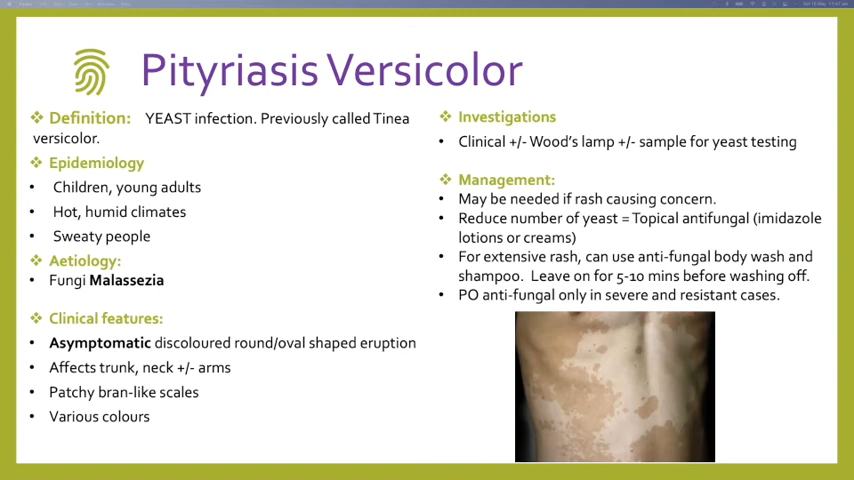 Pityriasis Versicolor
❖ Definition: YEAST infection. Previously called Tinea
versicolor.
❖ Epidemiology
• Children, young adults
• Hot, humid climates
• Sweaty people
❖ Aetiology:
• Fungi Malassezia
❖ Clinical features:
• Asymptomatic discoloured round/oval shaped eruption
• Affects trunk, neck +/- arms
• Patchy bran-like scales
• Various colours
❖ Investigations
• Clinical +/- Wood's lamp +/- sample for yeast testing
❖ Management:
• May be needed if rash causing concern.
• Reduce number of yeast = Topical antifungal (imidazole
lotions or creams)
• For extensive rash, can use anti-fungal body wash and
shampoo. Leave on for 5-10 mins before washing off.
• PO anti-fungal only in severe and resistant cases.